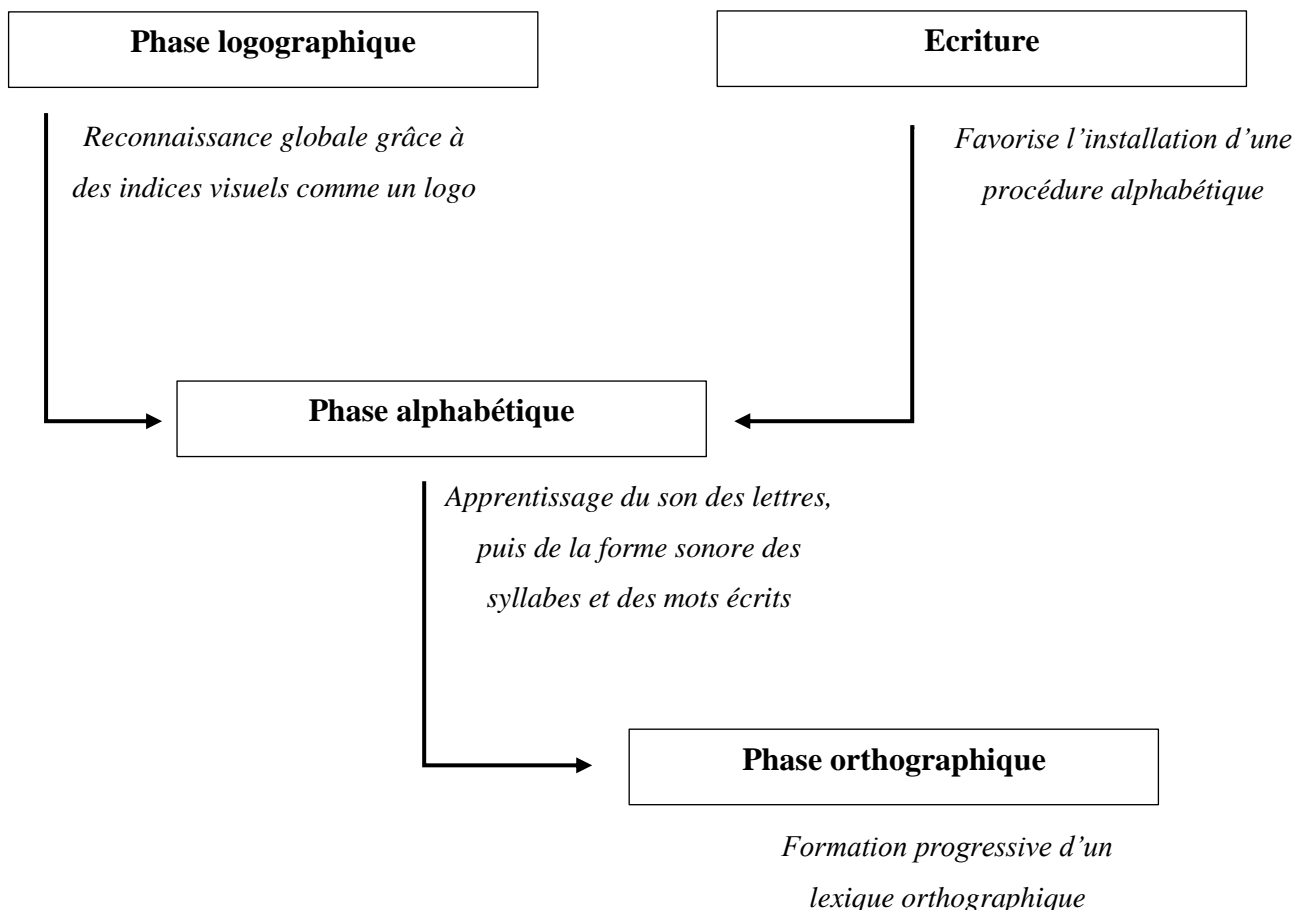 Phase logographique
Ecriture
Reconnaissance globale grâce à
des indices visuels comme un logo
Favorise l’installation d’une
procédure alphabétique
Phase alphabétique
Apprentissage du son des lettres,
puis de la forme sonore des
syllabes et des mots écrits
Phase orthographique
Formation progressive d’un
lexique orthographique